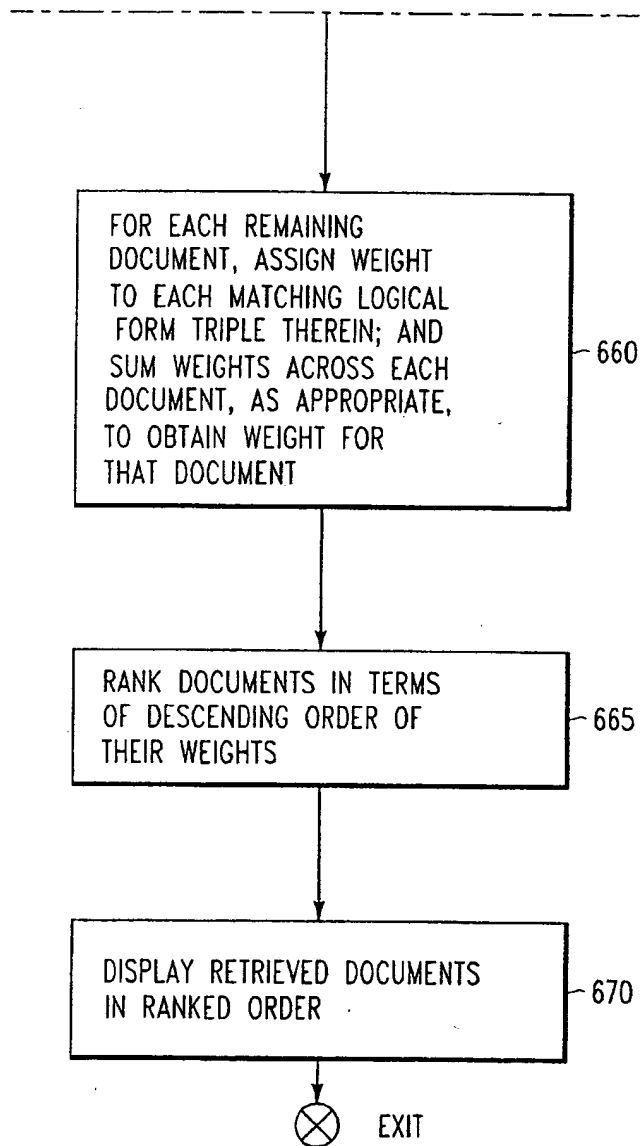 FOR EACH REMAINING
DOCUMENT, ASSIGN WEIGHT
TO EACH MATCHING LOGICAL
FORM TRIPLE THEREIN; AND
SUM WEIGHTS ACROSS EACH
DOCUMENT, AS APPROPRIATE,
TO OBTAIN WEIGHT FOR
THAT DOCUMENT
660
RANK DOCUMENTS IN TERMS
OF DESCENDING ORDER OF
THEIR WEIGHTS
665
DISPLAY RETRIEVED DOCUMENTS
IN RANKED ORDER
670
EXIT